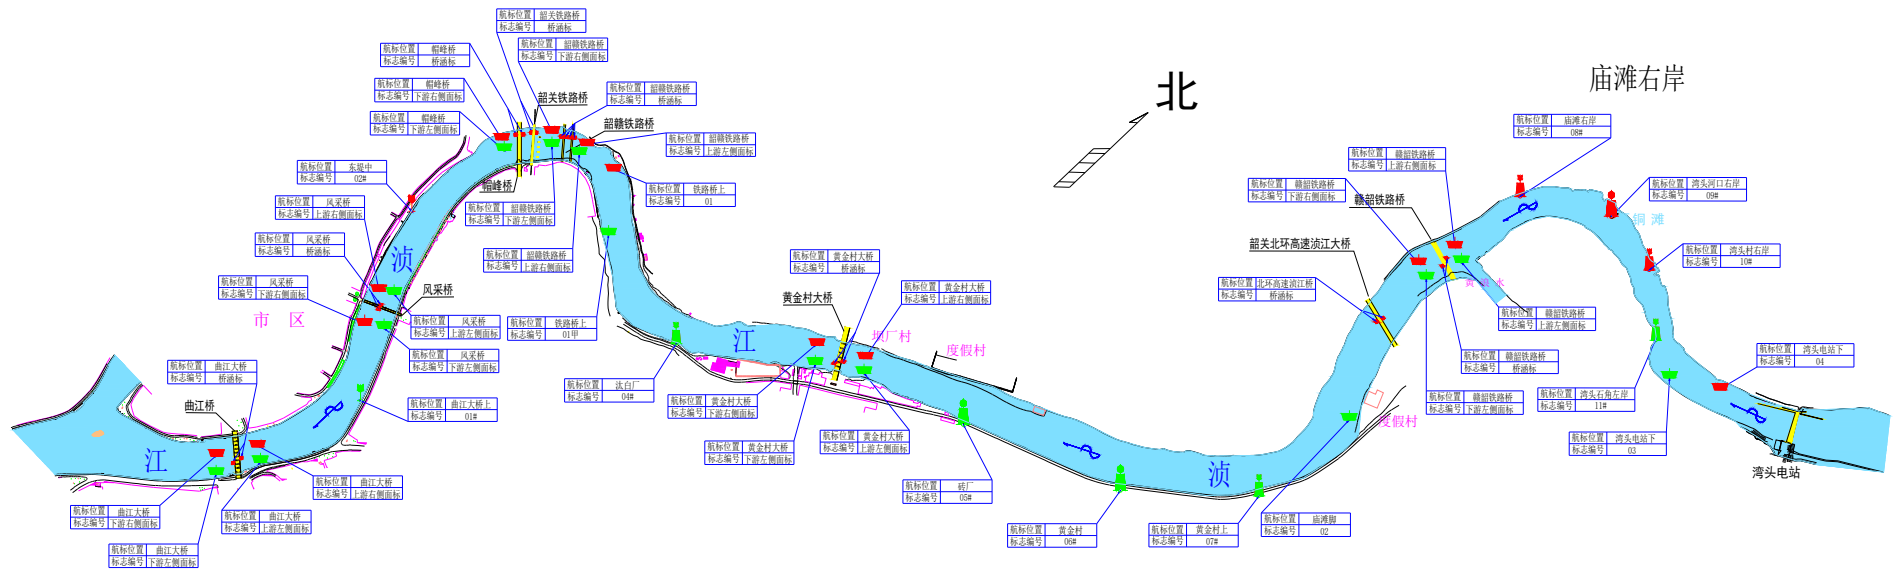 航标位置 韶关铁路桥
标志编号 桥涵标
航标位置 韶赣铁路桥
标志编号 下游右侧面标
航标位置 帽峰桥
标志编号 桥涵标
航标位置 帽峰桥
标志编号 下游右侧面标
航标位置 帽峰桥
标志编号 下游左侧面标
航标位置 韶赣铁路桥
标志编号 桥涵标
韶关铁路桥
韶赣铁路桥
航标位置 韶赣铁路桥
标志编号 上游右侧面标
帽峰桥
航标位置 东堤中
标志编号 02#
航标位置 铁路桥上
标志编号 01
航标位置 风采桥
标志编号 上游右侧面标
航标位置 韶赣铁路桥
标志编号 下游左侧面标
航标位置 风采桥
标志编号 桥涵标
航标位置 韶赣铁路桥
标志编号 上游右侧面标
航标位置 风采桥
标志编号 下游右侧面标
浈
风采桥
市 区
航标位置 风采桥
标志编号 上游左侧面标
航标位置 铁路桥上
标志编号 01甲
航标位置 风采桥
标志编号 下游左侧面标
航标位置 曲江大桥
标志编号 桥涵标
曲江桥
航标位置 曲江大桥上
标志编号 01#
江
航标位置 曲江大桥
标志编号 上游右侧面标
航标位置 曲江大桥
标志编号 下游右侧面标
航标位置 曲江大桥
标志编号 上游左侧面标
航标位置 曲江大桥
标志编号 下游左侧面标
北
庙滩右岸
航标位置 黄金村大桥
标志编号 桥涵标
黄金村大桥
航标位置 黄金村大桥
标志编号 上游右侧面标
江
坝厂村
度假村
航标位置 汰白厂
标志编号 04#
航标位置 黄金村大桥
标志编号 下游右侧面标
航标位置 黄金村大桥
标志编号 下游左侧面标
航标位置 黄金村大桥
标志编号 上游左侧面标
航标位置 砖厂
标志编号 05#
航标位置 黄金村
标志编号 06#
航标位置 黄金村上
标志编号 07#
浈
航标位置 庙滩脚
标志编号 02
度假村
航标位置 庙滩右岸
标志编号 08#
航标位置 赣韶铁路桥
标志编号 上游右侧面标
航标位置 赣韶铁路桥
标志编号 下游右侧面标
赣韶铁路桥
航标位置 湾头河口右岸
标志编号 09#
铜 滩
韶关北环高速浈江大桥
航标位置 湾头村右岸
标志编号 10#
航标位置 北环高速浈江桥
标志编号 桥涵标
水
航标位置 赣韶铁路桥
标志编号 上游左侧面标
航标位置 赣韶铁路桥
标志编号 桥涵标
航标位置 赣韶铁路桥
标志编号 下游左侧面标
航标位置 湾头石角左岸
标志编号 11#
航标位置 湾头电站下
标志编号 04
航标位置 湾头电站下
标志编号 03
湾头电站